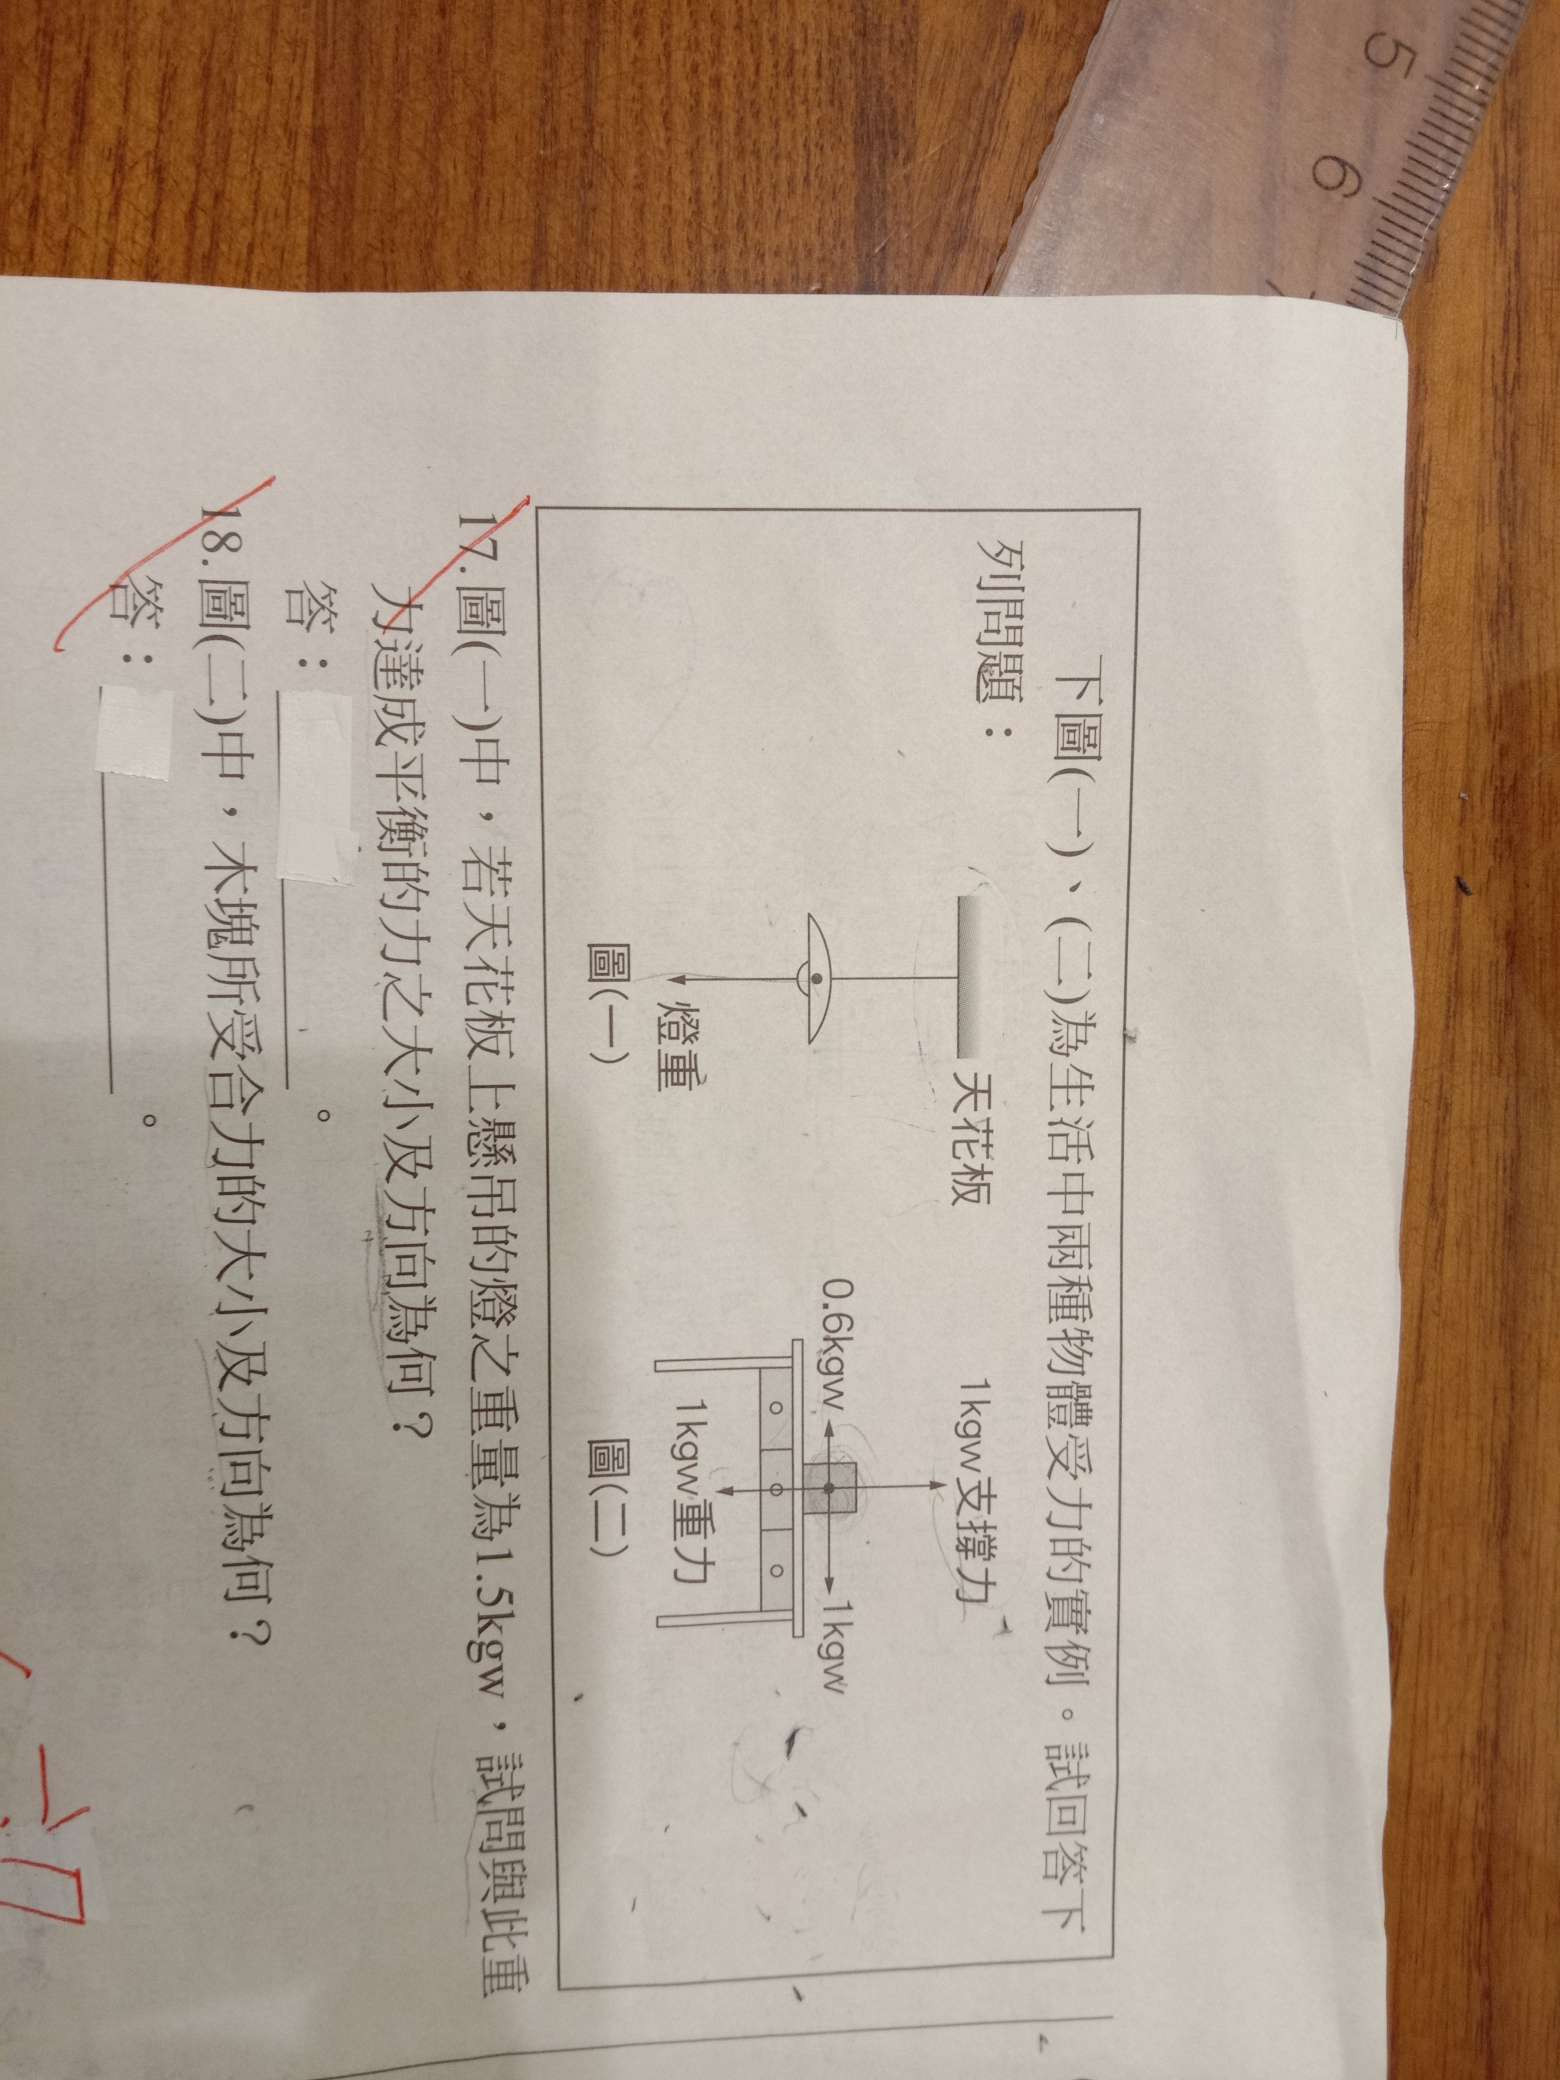 5
6
下圖(一)、(二)為生活中兩種物體受力的實例。試回答下
列問題：
天花板
燈重
圖(一)
1kgw支撐力
0.6kgw
1kgw
1kgw重力
圖(二)
17.圖(一)中，若天花板上懸吊的燈之重量為1.5kgw，試問與此重
力達成平衡的力之大小及方向為何？
答：。
18.圖(二)中，木塊所受合力的大小及方向為何？
答：。